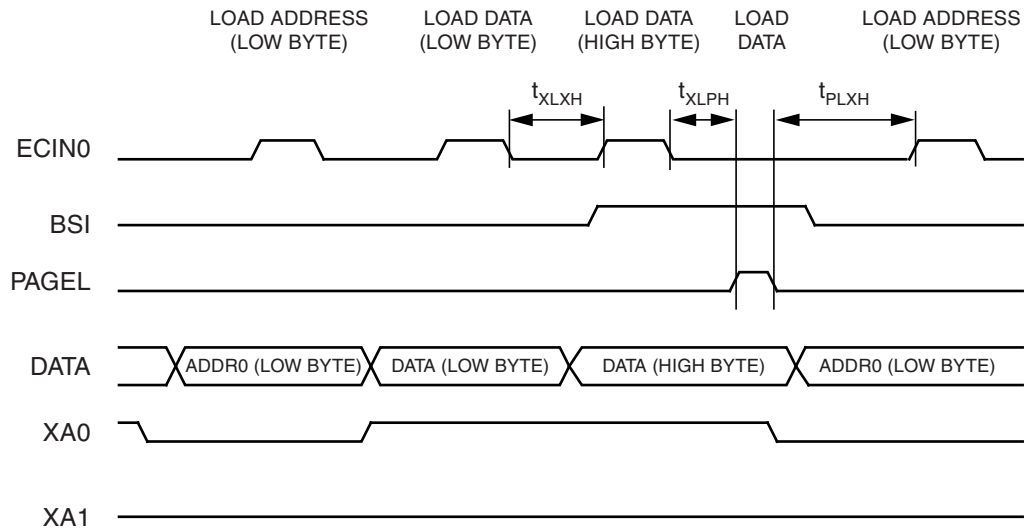 LOAD ADDRESS
(LOW BYTE)
LOAD DATA
(LOW BYTE)
LOAD DATA
(HIGH BYTE)
LOAD
DATA
LOAD ADDRESS
(LOW BYTE)
tXLXH
tXLPH
tPLXH
ECIN0
BSI
PAGEL
DATA
ADDR0 (LOW BYTE)
DATA (LOW BYTE)
DATA (HIGH BYTE)
ADDR0 (LOW BYTE)
XA0
XA1